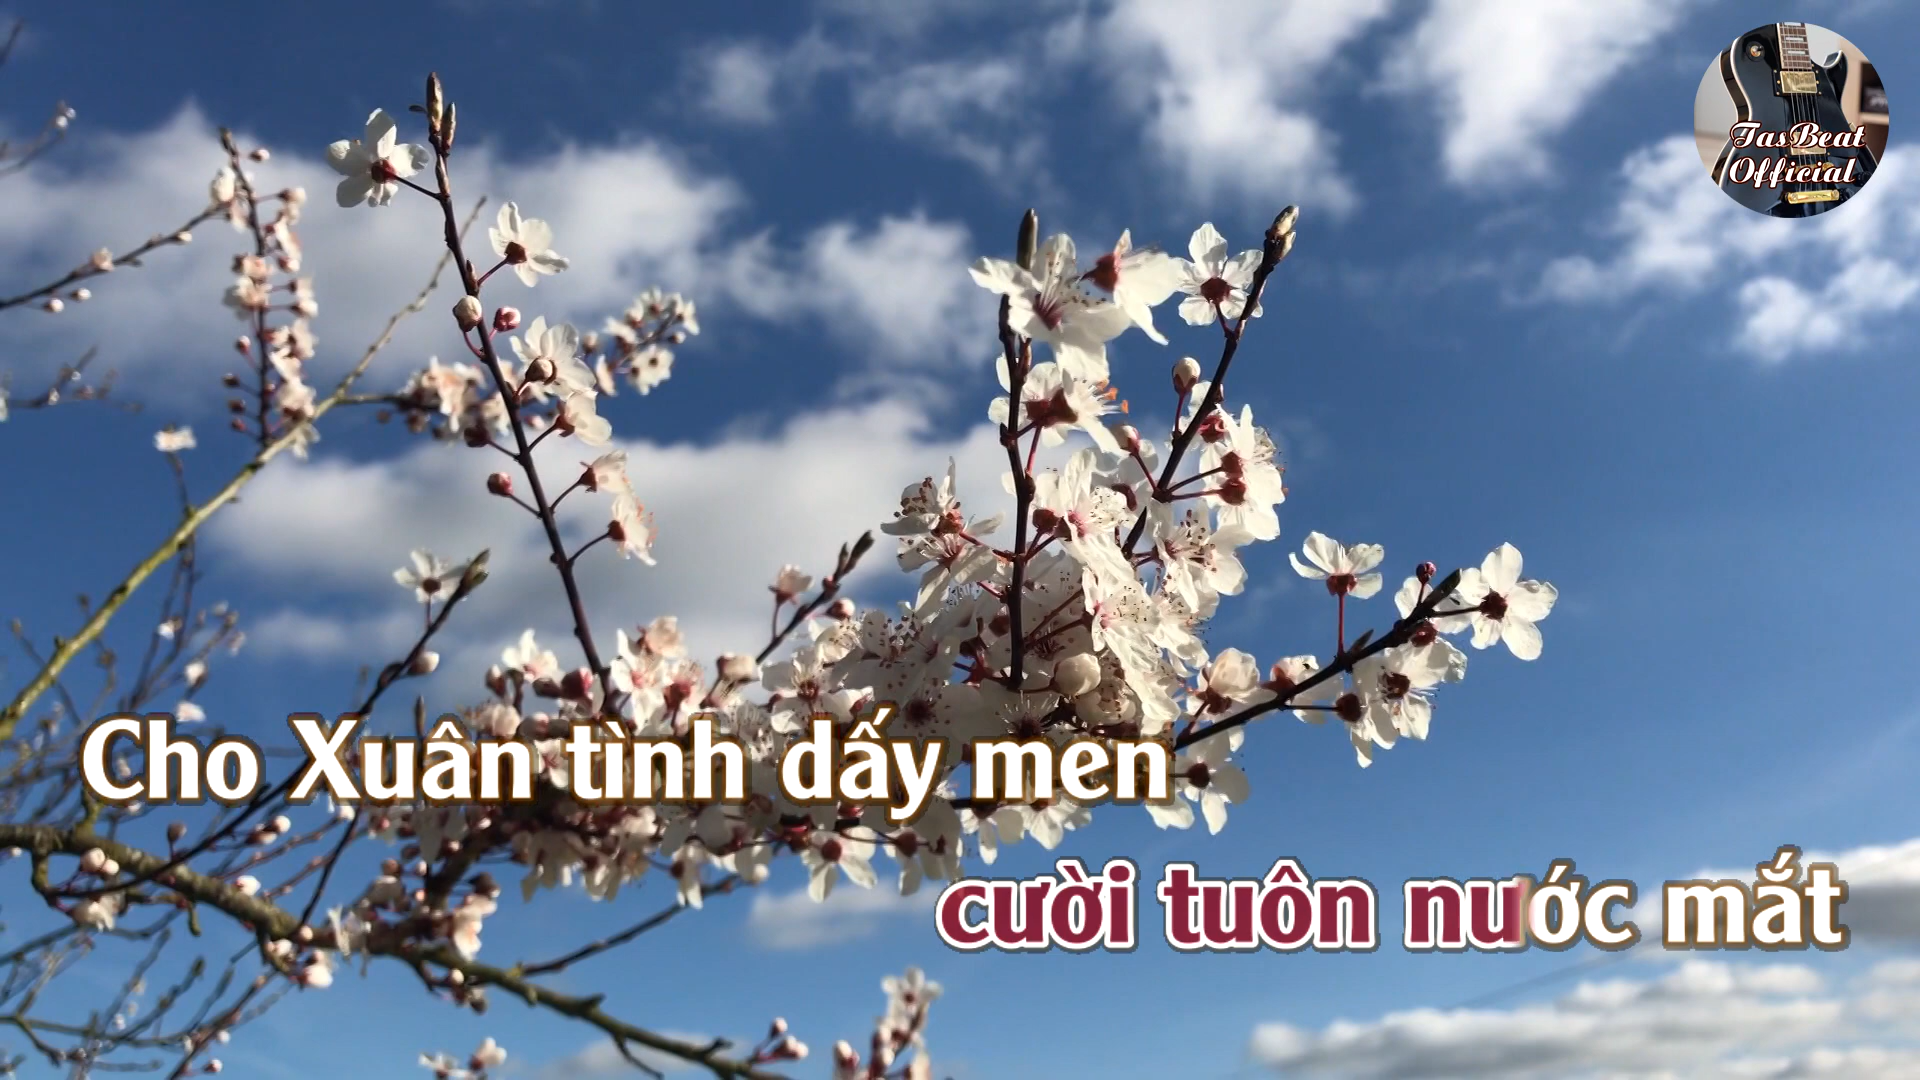 TasBeat
Official
Cho Xuân tình dấy men
cười tuôn nước mắt